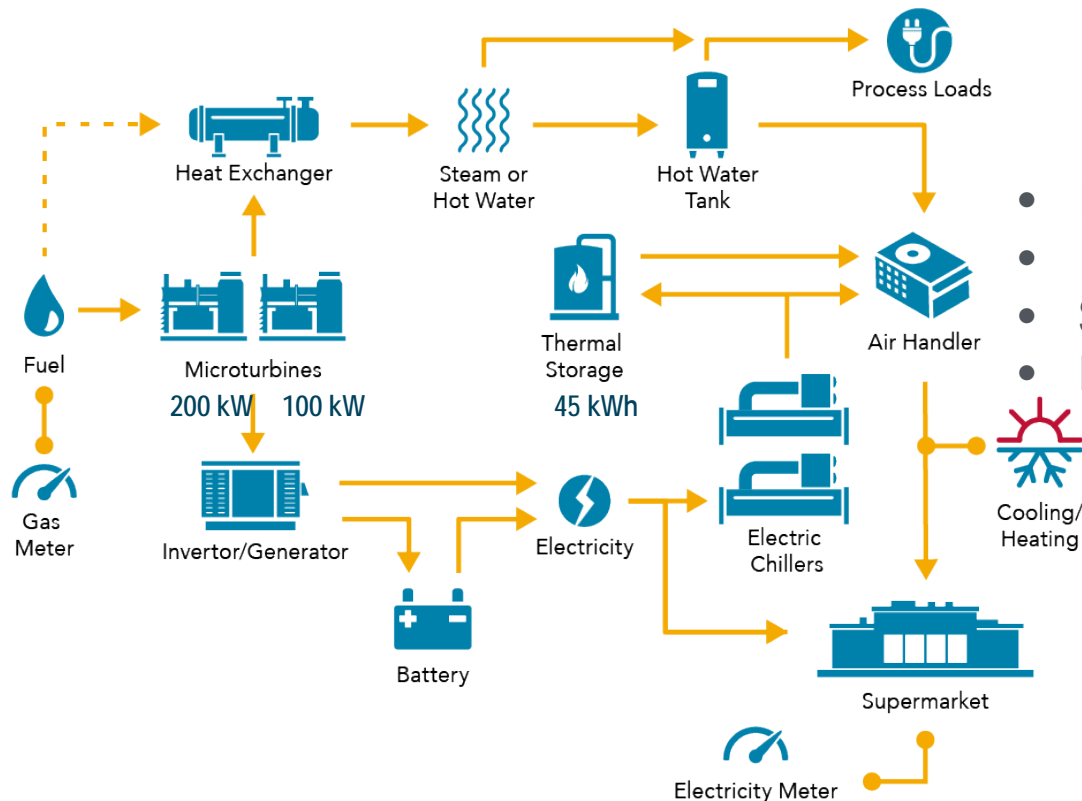 Process Loads
Heat Exchanger
Steam or
Hot Water
Hot Water
Tank
Fuel
Microturbines
200 kW
100 kW
Thermal
Storage
45 kWh
Air Handler
Gas
Meter
Invertor/Generator
Electricity
Electric
Chillers
Cooling/
Heating
Battery
Supermarket
Electricity Meter